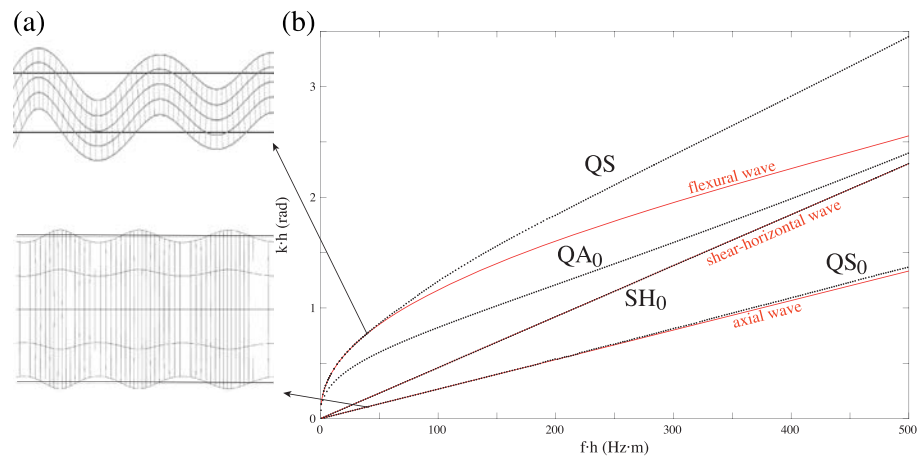 (a)
(b)
k·h (rad)
3
2
1
0
QS
flexural wave
QA₀
shear-horizontal wave
SH₀
QS₀
axial wave
0 100 200 300 400 500
f·h (Hz·m)